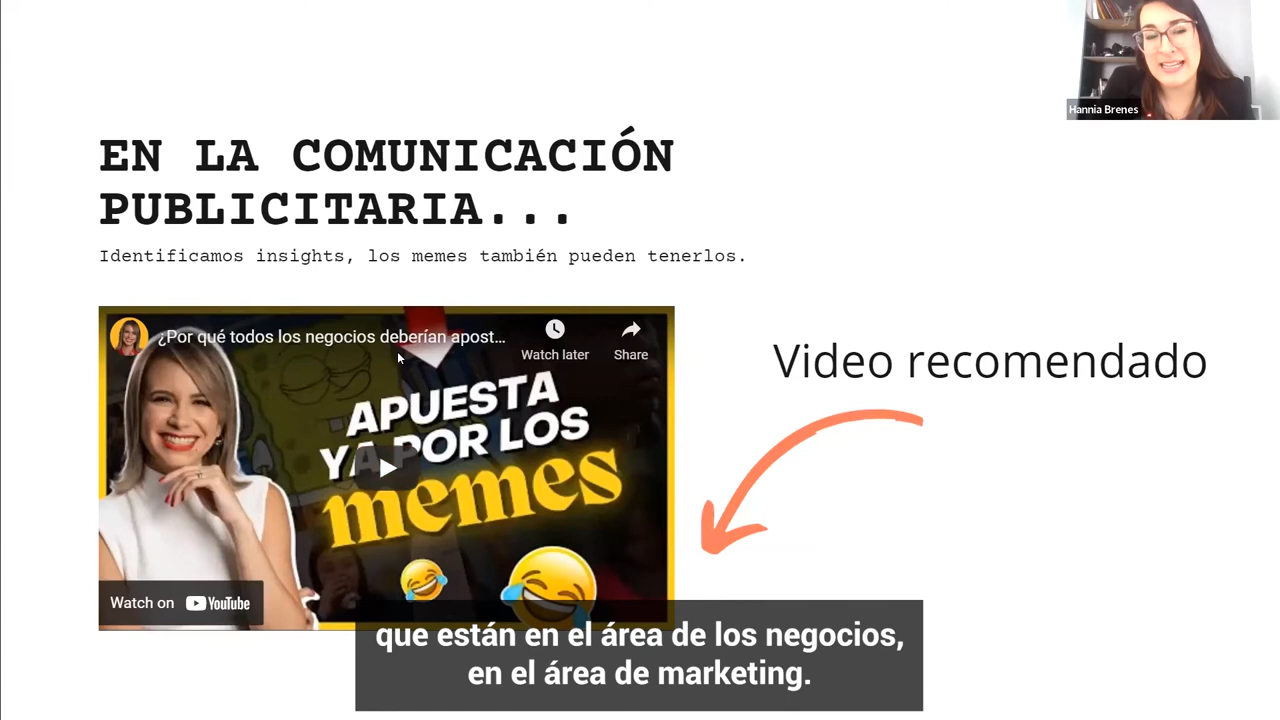 Hannia Brenes
EN LA COMUNICACIÓN
PUBLICITARIA...
Identificamos insights, los memes también pueden tenerlos.
¿Por qué todos los negocios deberían apost...
Watch later
Share
APUESTA
YA POR LOS
memes
Video recomendado
Watch on YouTube
que están en el área de los negocios,
en el área de marketing.